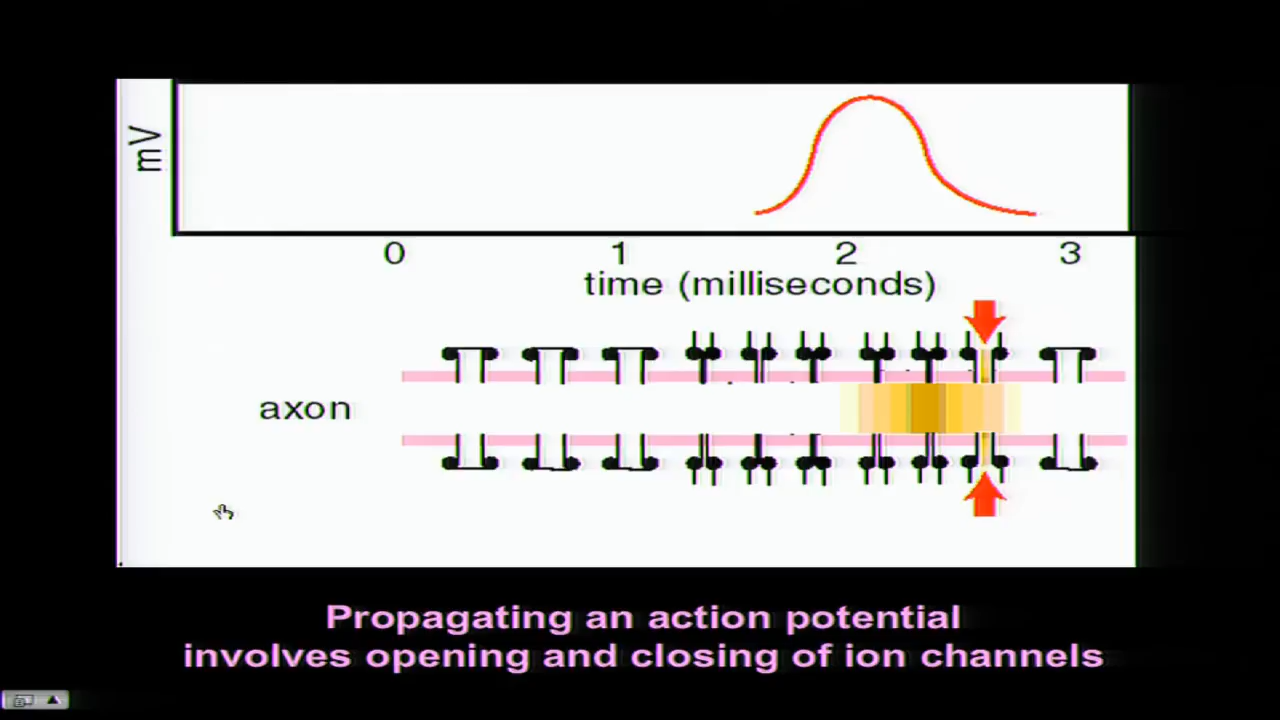 mV
0 1 2 3
time (milliseconds)
axon
Propagating an action potential
involves opening and closing of ion channels